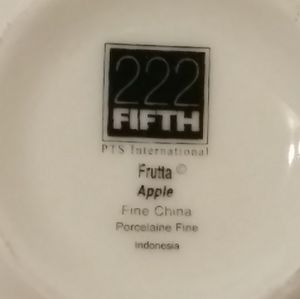 222
FIFTH
PTS International
Frutta ©
Apple
Fine China
Porcelaine Fine
Indonesia